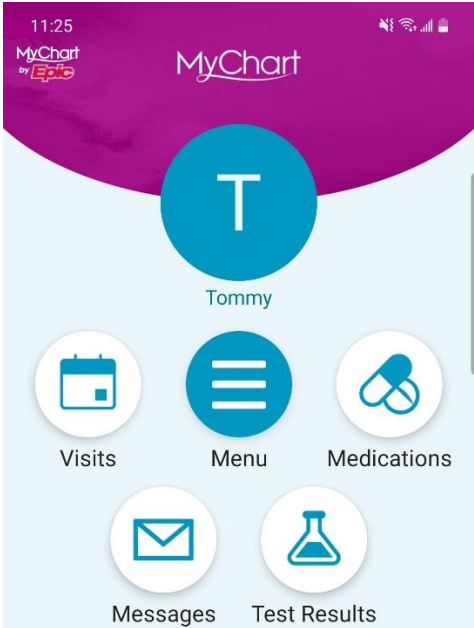 11:25
MyChart
by Epic
MyChart
T
Tommy
Visits
Menu
Medications
Messages
Test Results